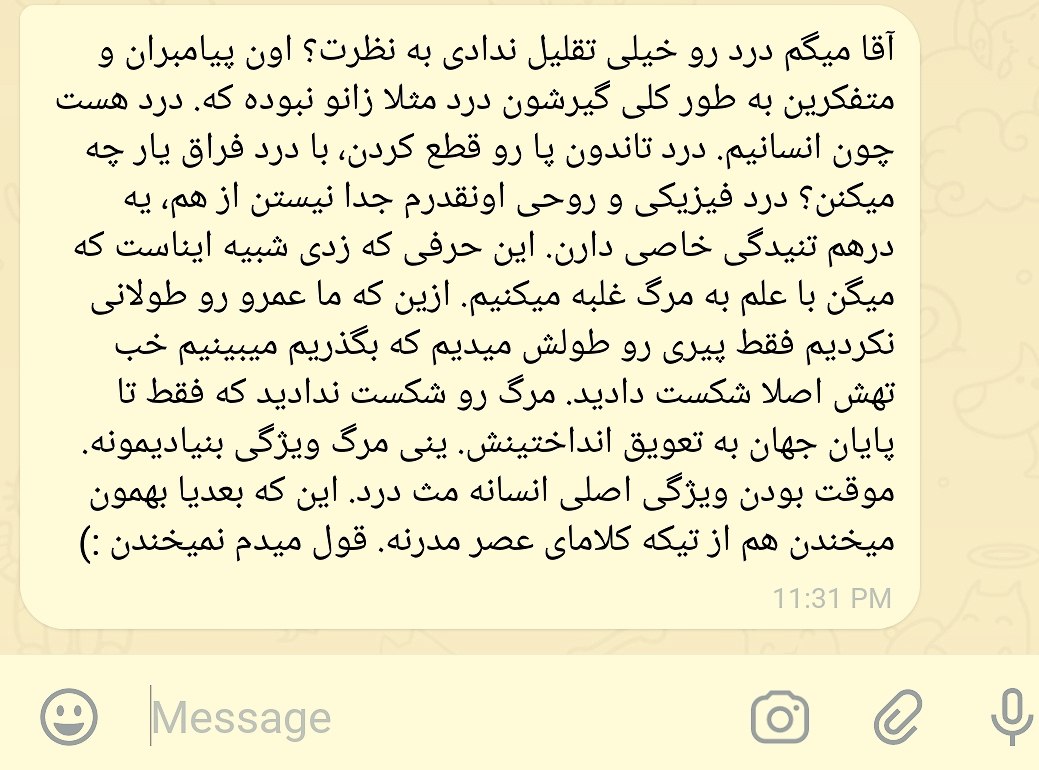 آقا میگم درد رو خیلی تقلیل ندادی به نظرت؟ اون پیامبران و
متفکرین به طور کلی گیرشون درد مثلا زانو نبوده که. درد هست
چون انسانیم. درد تاندون پا رو قطع کردن، با درد فراق یار چه
میکنن؟ درد فیزیکی و روحی اونقدرم جدا نیستن از هم، یه
درهم تنیدگی خاصی دارن. این حرفی که زدی شبیه ایناست که
میگن با علم به مرگ غلبه میکنیم. ازین که ما عمرو رو طولانی
نکردیم فقط پیری رو طولش میدیم که بگذریم میبینیم خب
تهش اصلا شکست دادید. مرگ رو شکست ندادید که فقط تا
پایان جهان به تعویق انداختینش. ینی مرگ ویژگی بنیادیمونه.
موقت بودن ویژگی اصلی انسانه مث درد. این که بعدیا بهمون
میخندن هم از تیکه کلامای عصر مدرنه. قول میدم نمیخندن :)
11:31 PM
Message